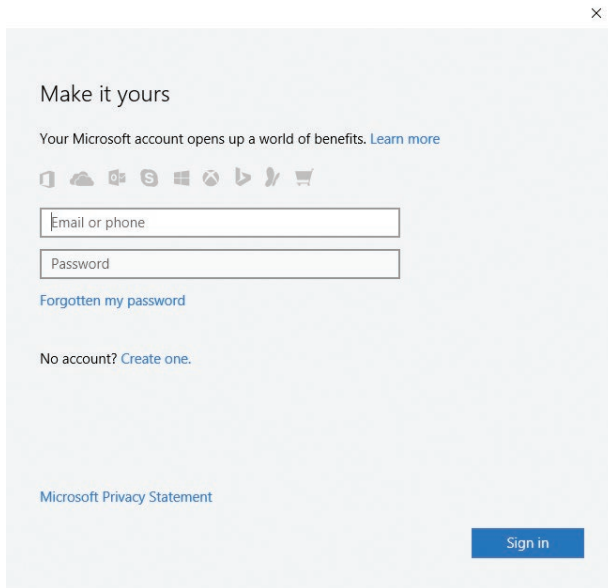 Make it yours
Your Microsoft account opens up a world of benefits. Learn more
Email or phone
Password
Forgotten my password
No account? Create one.
Microsoft Privacy Statement
Sign in